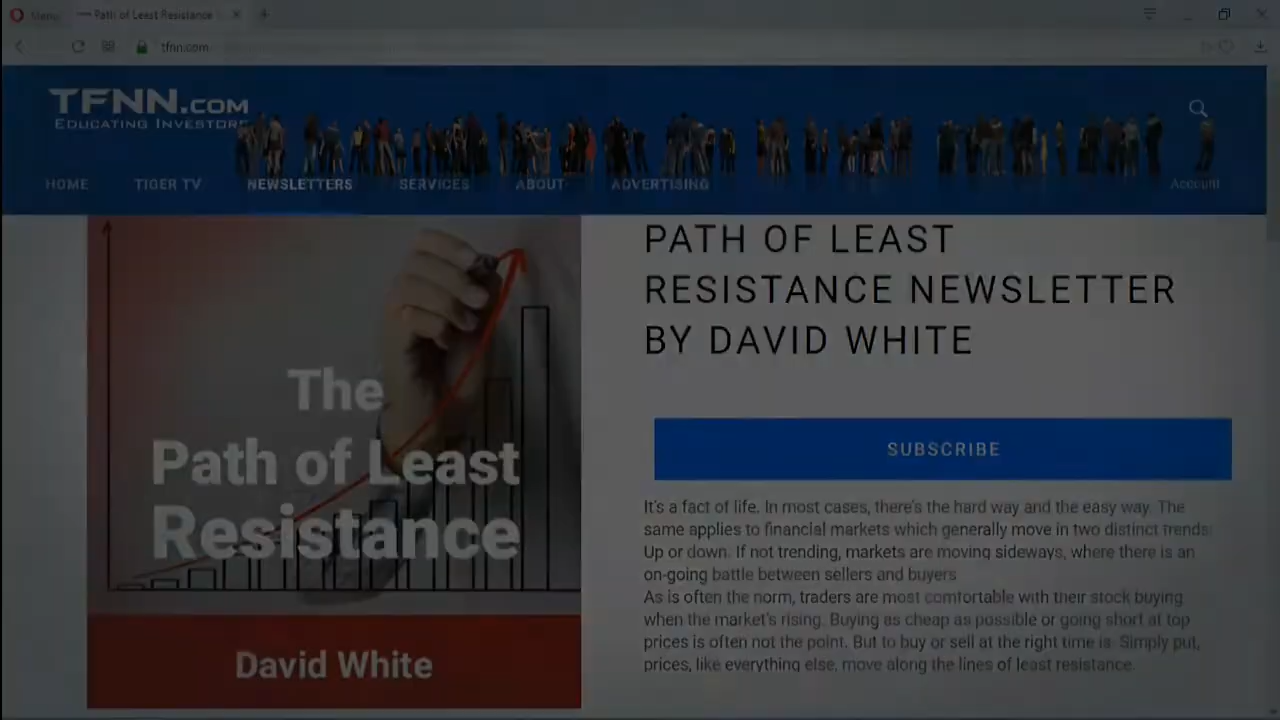 Menu
Path of Least Resistance
tfnn.com
TFNN.COM
EDUCATING INVESTORS
HOME TIGER TV NEWSLETTERS SERVICES ABOUT ADVERTISING
Account
The
Path of Least
Resistance
David White
PATH OF LEAST
RESISTANCE NEWSLETTER
BY DAVID WHITE
SUBSCRIBE
It's a fact of life. In most cases, there's the hard way and the easy way. The
same applies to financial markets which generally move in two distinct trends:
Up or down. If not trending, markets are moving sideways, where there is an
on-going battle between sellers and buyers
As is often the norm, traders are most comfortable with their stock buying
when the market's rising. Buying as cheap as possible or going short at top
prices is often not the point. But to buy or sell at the right time is. Simply put,
prices, like everything else, move along the lines of least resistance.